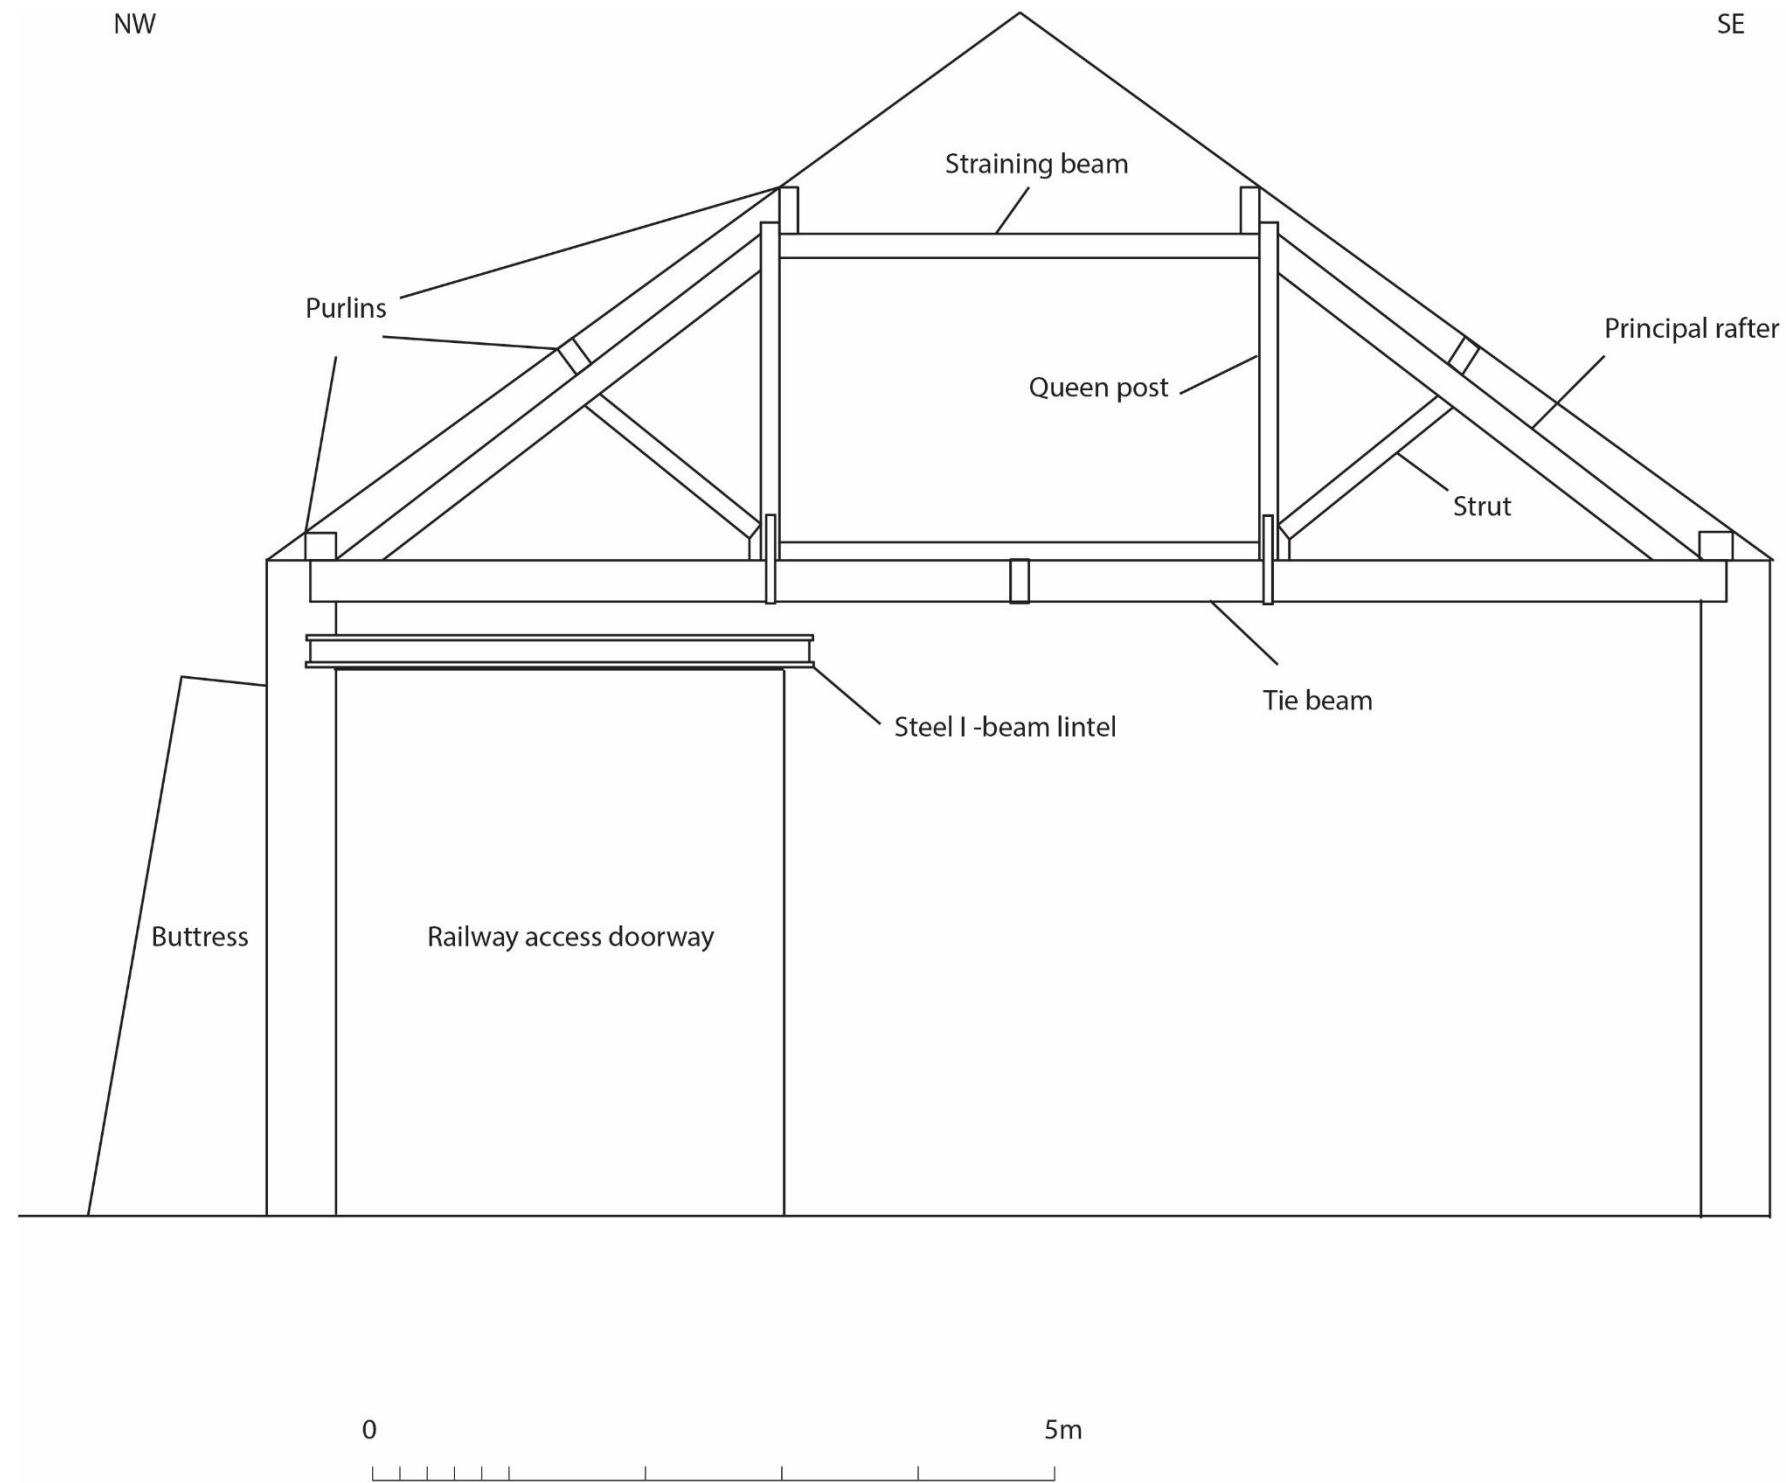 NW
SE
Straining beam
Purlins
Principal rafter
Queen post
Strut
Tie beam
Steel I -beam lintel
Buttress
Railway access doorway
0
5m